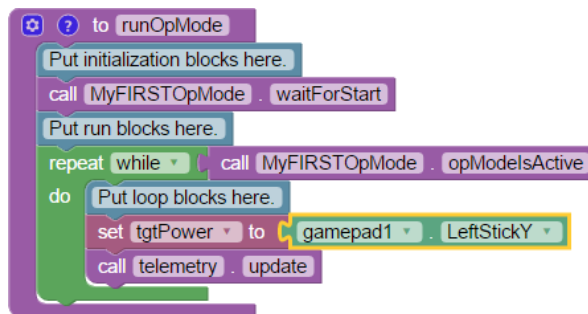 ? to runOpMode
Put initialization blocks here.
call MyFIRSTOpMode . waitForStart
Put run blocks here.
repeat while call MyFIRSTOpMode . opModeIsActive
do Put loop blocks here.
set tgtPower to gamepad1 . LeftStickY
call telemetry . update